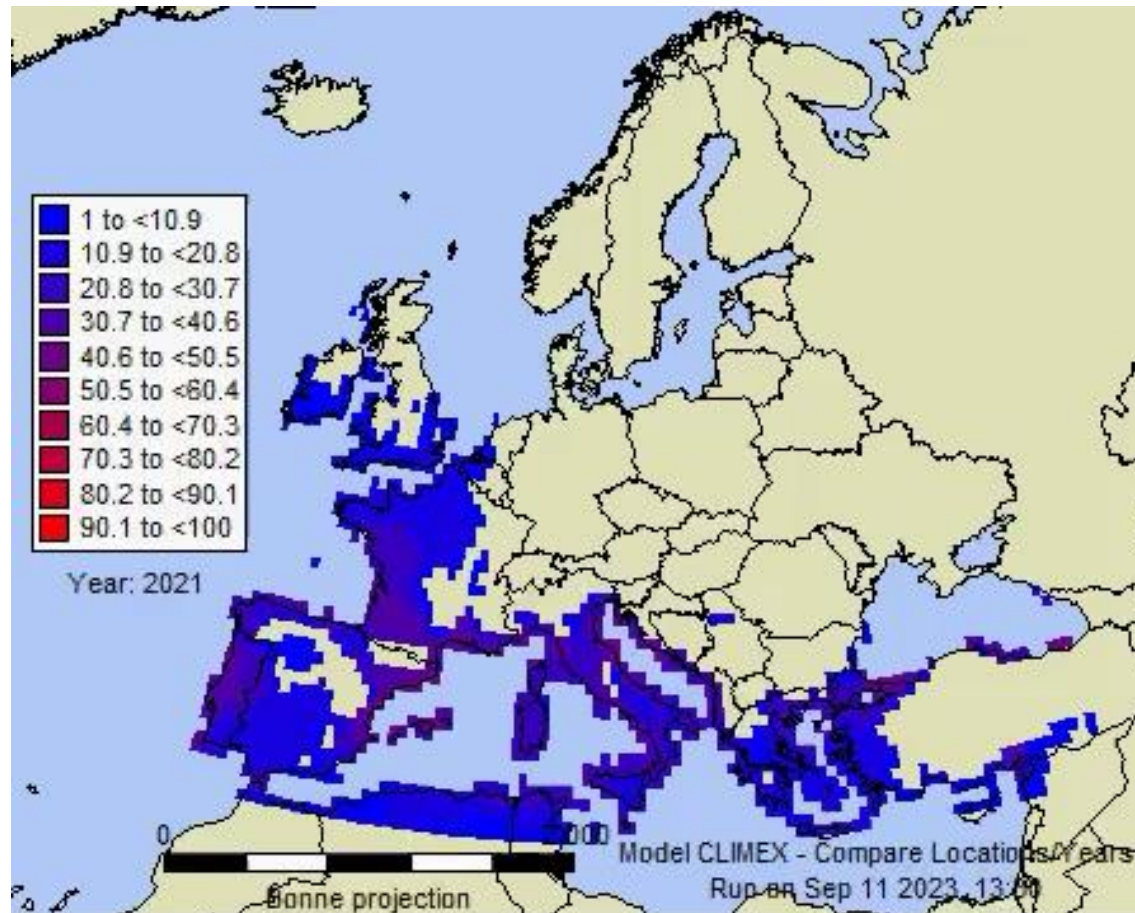 1 to <10.9
10.9 to <20.8
20.8 to <30.7
30.7 to <40.6
40.6 to <50.5
50.5 to <60.4
60.4 to <70.3
70.3 to <80.2
80.2 to <90.1
90.1 to <100
Year: 2021
0
Model CLIMEX - Compare Locations/Years
Bonne projection
Run on Sep 11 2023,